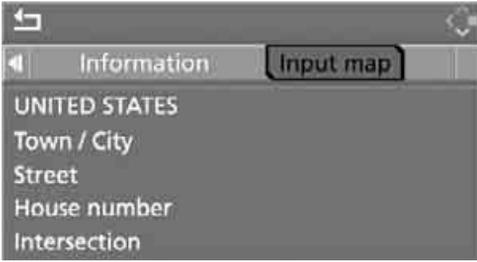 Information Input map
UNITED STATES
Town / City
Street
House number
Intersection